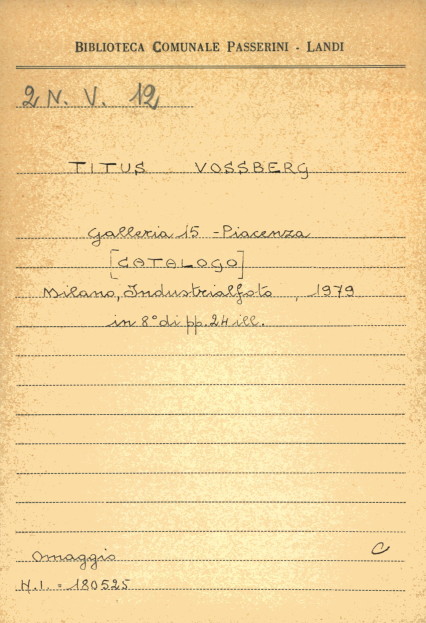 BIBLIOTECA COMUNALE PASSERINI - LANDI
2 N. V. 12
TITUS VOSSBERG
Galleria 15 - Piacenza
[CATALOGO]
Milano, Industrialfoto, 1979
in 8° di pp. 24 ill.
Omaggio C
N.I. = 180525